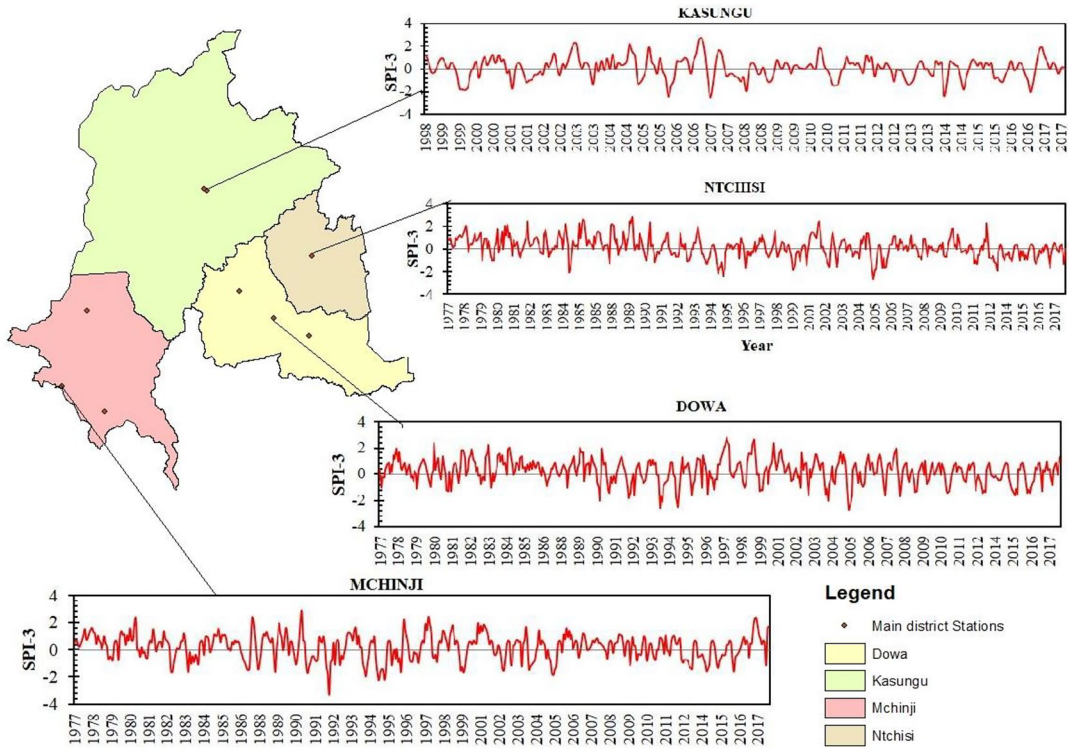 KASUNGU
SPI-3
4
2
0
-2
-4
1998 1999 1999 2000 2000 2001 2001 2002 2002 2003 2003 2004 2004 2005 2005 2006 2006 2007 2007 2008 2008 2009 2009 2010 2010 2011 2011 2012 2012 2013 2013 2014 2014 2015 2015 2016 2016 2017 2017
NTCHISI
SPI-3
4
2
0
-2
-4
1977 1978 1979 1980 1981 1982 1983 1984 1985 1986 1988 1989 1990 1991 1992 1993 1994 1995 1996 1997 1998 1999 2001 2002 2003 2004 2005 2006 2007 2008 2009 2010 2011 2012 2014 2015 2016 2017
Year
DOWA
SPI-3
4
2
0
-2
-4
1977 1978 1979 1980 1981 1982 1983 1984 1985 1986 1988 1989 1990 1991 1992 1993 1994 1995 1996 1997 1998 1999 2001 2002 2003 2004 2005 2006 2007 2008 2009 2010 2011 2012 2014 2015 2016 2017
MCHINJI
SPI-3
4
2
0
-2
-4
1977 1978 1979 1980 1981 1982 1983 1984 1985 1986 1988 1989 1990 1991 1992 1993 1994 1995 1996 1997 1998 1999 2001 2002 2003 2004 2005 2006 2007 2008 2009 2010 2011 2012 2014 2015 2016 2017
Legend
Main district Stations
Dowa
Kasungu
Mchinji
Ntchisi